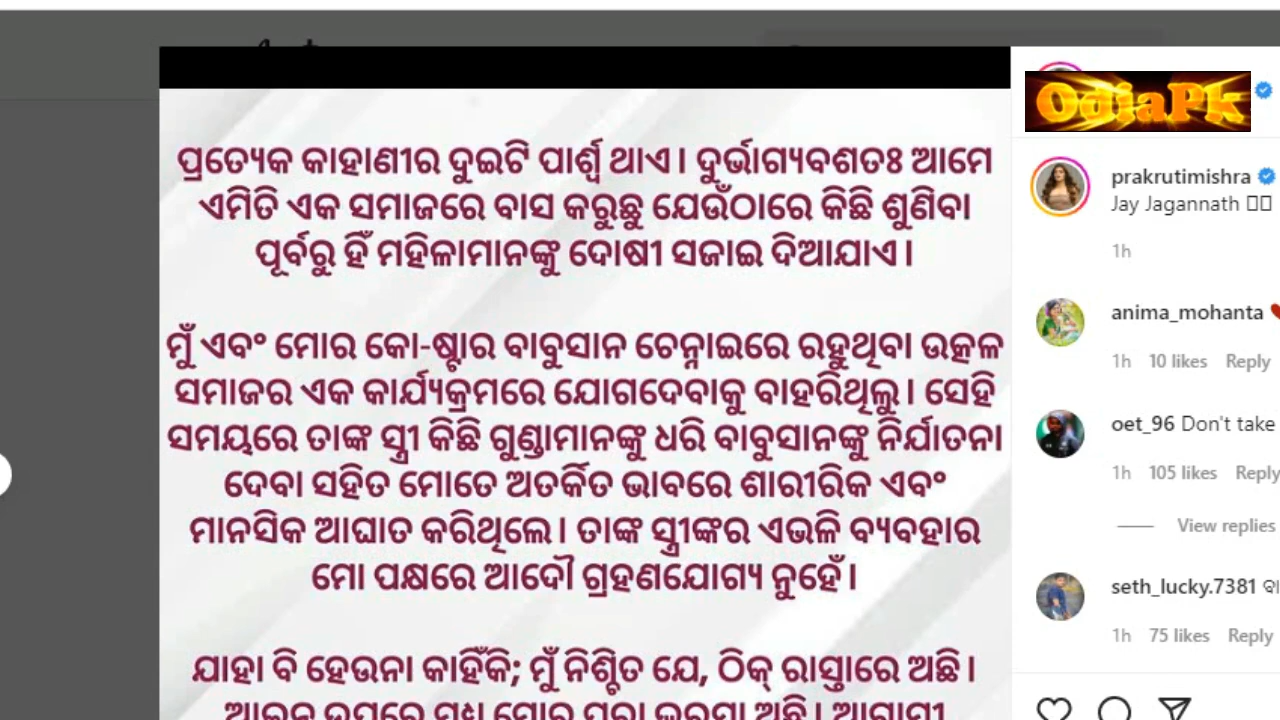 ପ୍ରତ୍ୟେକ କାହାଣୀର ଦୁଇଟି ପାର୍ଶ୍ଵ ଥାଏ । ଦୁର୍ଭାଗ୍ୟବଶତଃ ଆମେ
ଏମିତି ଏକ ସମାଜରେ ବାସ କରୁଛୁ ଯେଉଁଠାରେ କିଛି ଶୁଣିବା
ପୂର୍ବରୁ ହିଁ ମହିଳାମାନଙ୍କୁ ଦୋଷୀ ସଜାଇ ଦିଆଯାଏ ।
ମୁଁ ଏବଂ ମୋର କୋ-ଷ୍ଟାର ବାବୁସାନ ଚେନ୍ନାଇରେ ରହୁଥିବା ଉତ୍କଳ
ସମାଜର ଏକ କାର୍ଯ୍ୟକ୍ରମରେ ଯୋଗଦେବାକୁ ବାହରିଥିଲୁ । ସେହି
ସମୟରେ ତାଙ୍କ ସ୍ତ୍ରୀ କିଛି ଗୁଣ୍ଡାମାନଙ୍କୁ ଧରି ବାବୁସାନଙ୍କୁ ନିର୍ଯାତନା
ଦେବା ସହିତ ମୋତେ ଅତର୍କିତ ଭାବରେ ଶାରୀରିକ ଏବଂ
ମାନସିକ ଆଘାତ କରିଥିଲେ । ତାଙ୍କ ସ୍ତ୍ରୀଙ୍କର ଏଭଳି ବ୍ୟବହାର
ମୋ ପକ୍ଷରେ ଆଦୌ ଗ୍ରହଣଯୋଗ୍ୟ ନୁହେଁ ।
ଯାହା ବି ହେଉନା କାହିଁକି; ମୁଁ ନିଶ୍ଚିତ ଯେ, ଠିକ୍ ରାସ୍ତାରେ ଅଛି ।
OdiaPk
prakrutimishra
Jay Jagannath
1h
anima_mohanta
1h 10 likes Reply
oet_96 Don't take
1h 105 likes Reply
View replies
seth_lucky.7381
1h 75 likes Reply